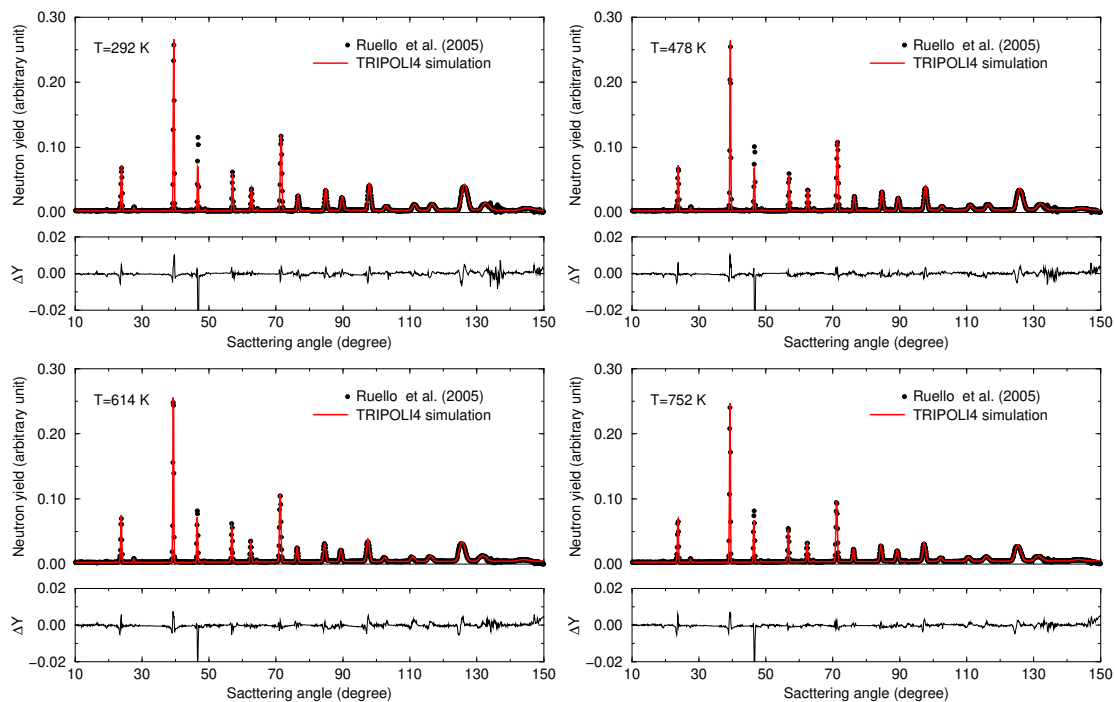 0.30
T=292 K
Ruello et al. (2005)
TRIPOLI4 simulation
0.20
0.10
0.00
Neutron yield (arbitrary unit)
0.02
0.00
−0.02
ΔY
10 30 50 70 90 110 130 150
Sacttering angle (degree)
0.30
T=478 K
Ruello et al. (2005)
TRIPOLI4 simulation
0.20
0.10
0.00
Neutron yield (arbitrary unit)
0.02
0.00
−0.02
ΔY
10 30 50 70 90 110 130 150
Sacttering angle (degree)
0.30
T=614 K
Ruello et al. (2005)
TRIPOLI4 simulation
0.20
0.10
0.00
Neutron yield (arbitrary unit)
0.02
0.00
−0.02
ΔY
10 30 50 70 90 110 130 150
Sacttering angle (degree)
0.30
T=752 K
Ruello et al. (2005)
TRIPOLI4 simulation
0.20
0.10
0.00
Neutron yield (arbitrary unit)
0.02
0.00
−0.02
ΔY
10 30 50 70 90 110 130 150
Sacttering angle (degree)